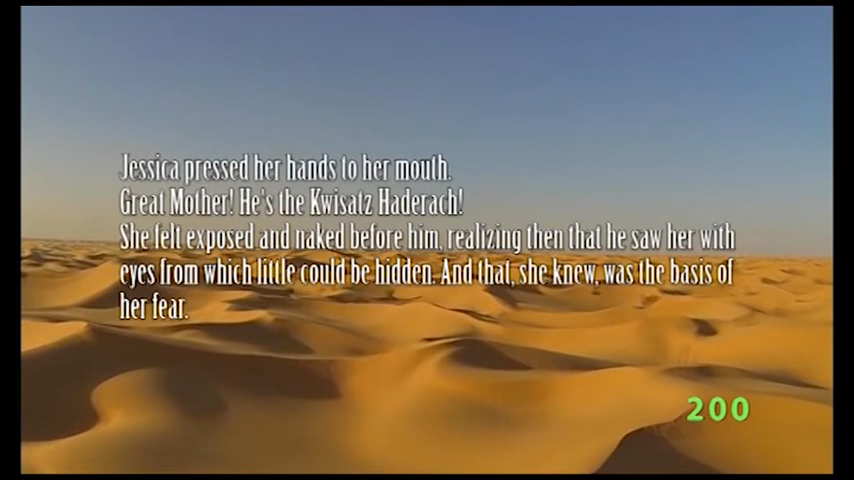 Jessica pressed her hands to her mouth.
Great Mother! He's the Kwisatz Haderach!
She felt exposed and naked before him, realizing then that he saw her with
eyes from which little could be hidden. And that, she knew, was the basis of
her fear.
200